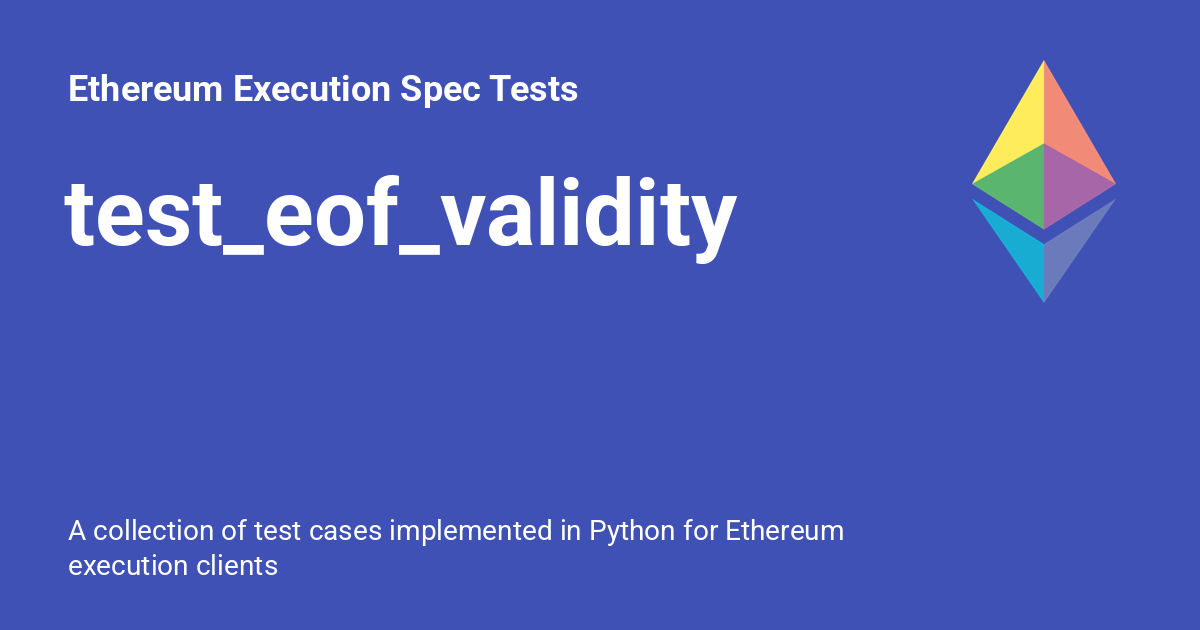 Ethereum Execution Spec Tests
test_eof_validity
A collection of test cases implemented in Python for Ethereum
execution clients